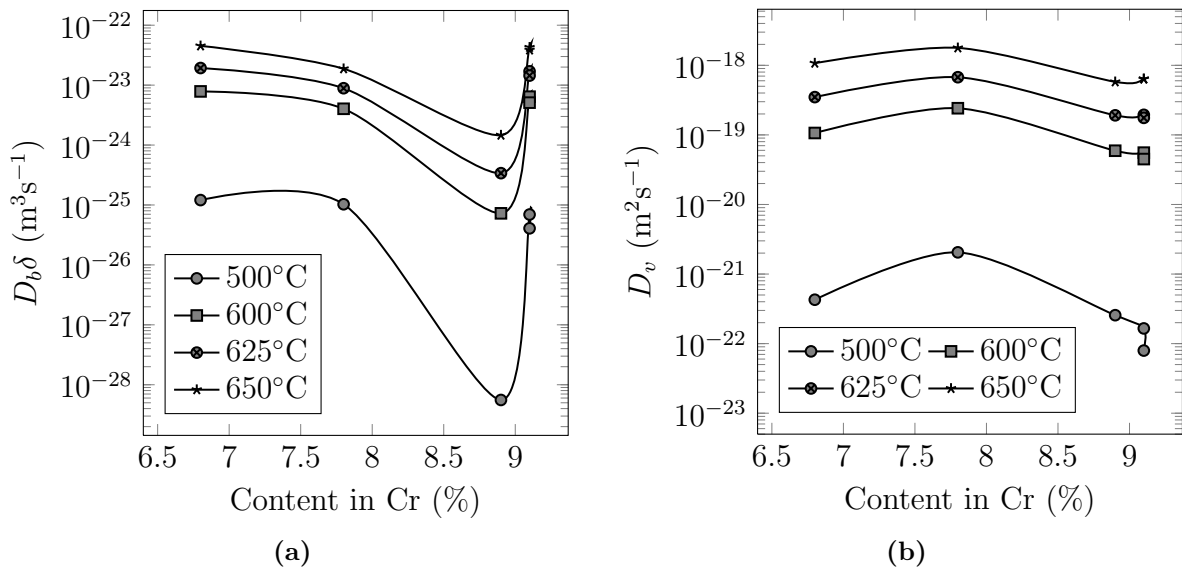 10⁻²²
10⁻²³
10⁻²⁴
10⁻²⁵
10⁻²⁶
10⁻²⁷
10⁻²⁸
D_bδ (m³s⁻¹)
500°C
600°C
625°C
650°C
6.5 7 7.5 8 8.5 9
Content in Cr (%)
(a)
10⁻¹⁸
10⁻¹⁹
10⁻²⁰
10⁻²¹
10⁻²²
10⁻²³
D_v (m²s⁻¹)
500°C 600°C
625°C 650°C
6.5 7 7.5 8 8.5 9
Content in Cr (%)
(b)